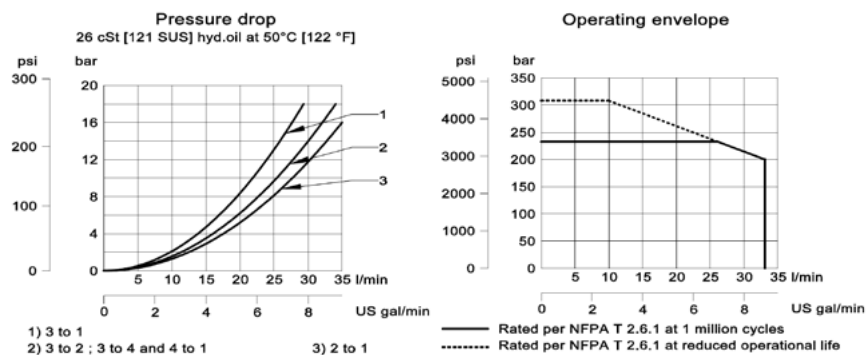 Pressure drop
26 cSt [121 SUS] hyd.oil at 50°C [122 °F]
psi
bar
300
200
100
0
20
16
12
8
4
0
1
2
3
5 10 15 20 25 30 35 l/min
0 2 4 6 8
US gal/min
1) 3 to 1
2) 3 to 2 ; 3 to 4 and 4 to 1
3) 2 to 1
Operating envelope
psi
bar
5000
4000
3000
2000
1000
0
350
300
250
200
150
100
50
0
5 10 15 20 25 30 35 l/min
0 2 4 6 8
US gal/min
Rated per NFPA T 2.6.1 at 1 million cycles
Rated per NFPA T 2.6.1 at reduced operational life